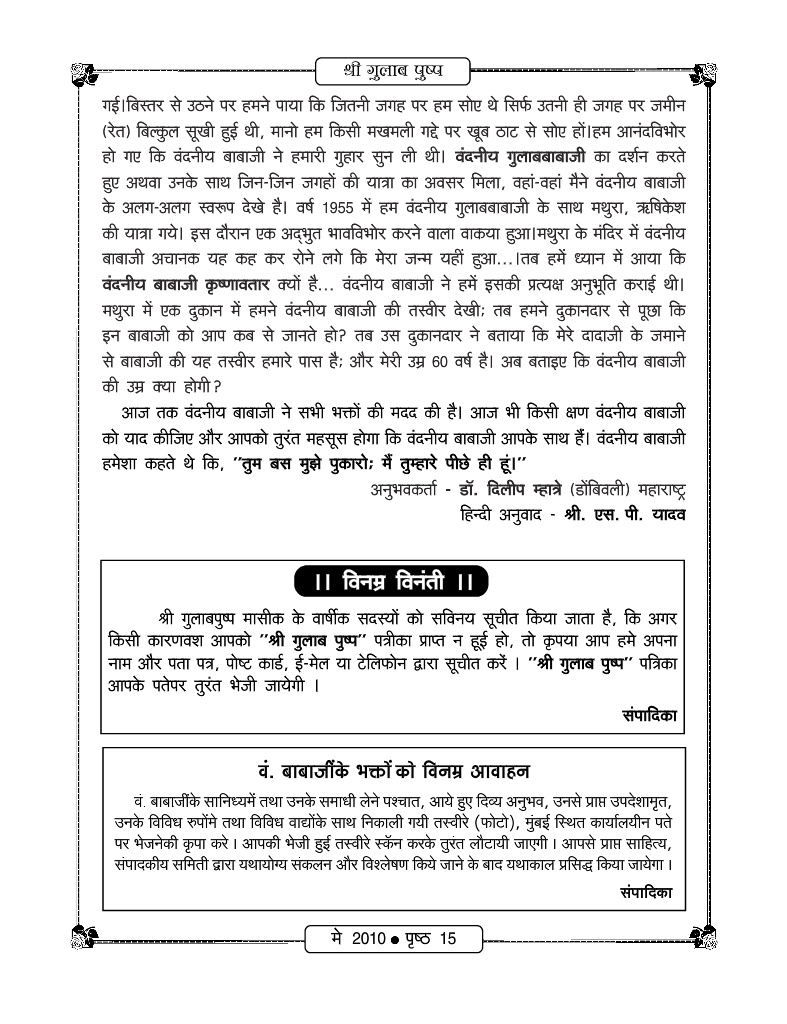 श्री गुलाब पुष्प
गई।बिस्तर से उठने पर हमने पाया कि जितनी जगह पर हम सोए थे सिर्फ उतनी ही जगह पर जमीन
(रेत) बिल्कुल सूखी हुई थी, मानो हम किसी मखमली गद्दे पर खूब ठाट से सोए हों।हम आनंदविभोर
हो गए कि वंदनीय बाबाजी ने हमारी गुहार सुन ली थी। वंदनीय गुलाबबाबाजी का दर्शन करते
हुए अथवा उनके साथ जिन-जिन जगहों की यात्रा का अवसर मिला, वहां-वहां मैने वंदनीय बाबाजी
के अलग-अलग स्वरूप देखे है। वर्ष 1955 में हम वंदनीय गुलाबबाबाजी के साथ मथुरा, ऋषिकेश
की यात्रा गये। इस दौरान एक अद्‌भुत भावविभोर करने वाला वाकया हुआ।मथुरा के मंदिर में वंदनीय
बाबाजी अचानक यह कह कर रोने लगे कि मेरा जन्म यहीं हुआ...।तब हमें ध्यान में आया कि
वंदनीय बाबाजी कृष्णावतार क्यों है... वंदनीय बाबाजी ने हमें इसकी प्रत्यक्ष अनुभूति कराई थी।
मथुरा में एक दुकान में हमने वंदनीय बाबाजी की तस्वीर देखी; तब हमने दुकानदार से पूछा कि
इन बाबाजी को आप कब से जानते हो? तब उस दुकानदार ने बताया कि मेरे दादाजी के जमाने
से बाबाजी की यह तस्वीर हमारे पास है; और मेरी उम्र 60 वर्ष है। अब बताइए कि वंदनीय बाबाजी
की उम्र क्या होगी?
आज तक वंदनीय बाबाजी ने सभी भक्तों की मदद की है। आज भी किसी क्षण वंदनीय बाबाजी
को याद कीजिए और आपको तुरंत महसूस होगा कि वंदनीय बाबाजी आपके साथ हैं। वंदनीय बाबाजी
हमेशा कहते थे कि, "तुम बस मुझे पुकारो; मैं तुम्हारे पीछे ही हूं।"
अनुभवकर्ता - डॉ. दिलीप म्हात्रे (डोंबिवली) महाराष्ट्र
हिन्दी अनुवाद - श्री. एस. पी. यादव
।। विनम्र विनंती ।।
श्री गुलाबपुष्प मासीक के वार्षीक सदस्यों को सविनय सूचीत किया जाता है, कि अगर
किसी कारणवश आपको "श्री गुलाब पुष्प" पत्रीका प्राप्त न हूई हो, तो कृपया आप हमे अपना
नाम और पता पत्र, पोष्ट कार्ड, ई-मेल या टेलिफोन द्वारा सूचीत करें । "श्री गुलाब पुष्प" पत्रिका
आपके पतेपर तुरंत भेजी जायेगी ।
संपादिका
वं. बाबाजींके भक्तों को विनम्र आवाहन
वं. बाबाजींके सानिध्यमें तथा उनके समाधी लेने पश्चात, आये हुए दिव्य अनुभव, उनसे प्राप्त उपदेशामृत,
उनके विविध रुपोंमे तथा विविध वाद्योंके साथ निकाली गयी तस्वीरे (फोटो), मुंबई स्थित कार्यालयीन पते
पर भेजनेकी कृपा करे । आपकी भेजी हुई तस्वीरे स्कॅन करके तुरंत लौटायी जाएगी । आपसे प्राप्त साहित्य,
संपादकीय समिती द्वारा यथायोग्य संकलन और विश्लेषण किये जाने के बाद यथाकाल प्रसिद्ध किया जायेगा ।
संपादिका
मे 2010 ● पृष्ठ 15